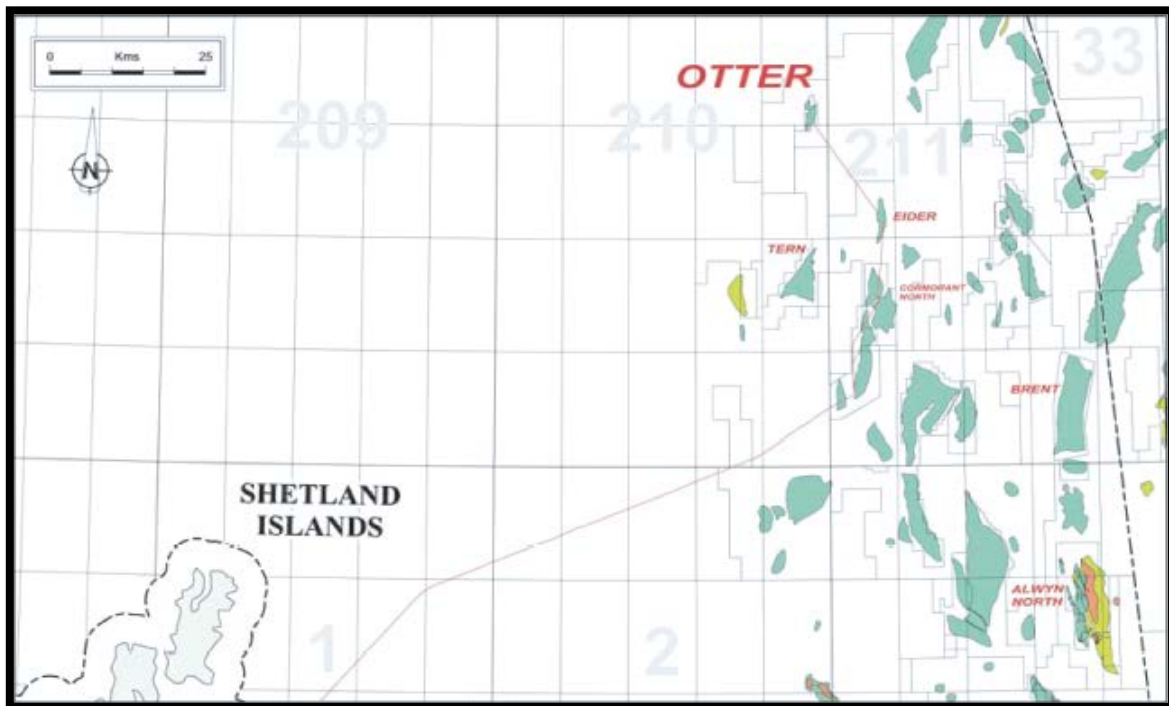 0 Kms 25
33
OTTER
209
210
211
N
EIDER
TERN
CORMORANT
NORTH
BRENT
SHETLAND
ISLANDS
ALWYN
NORTH
1
2